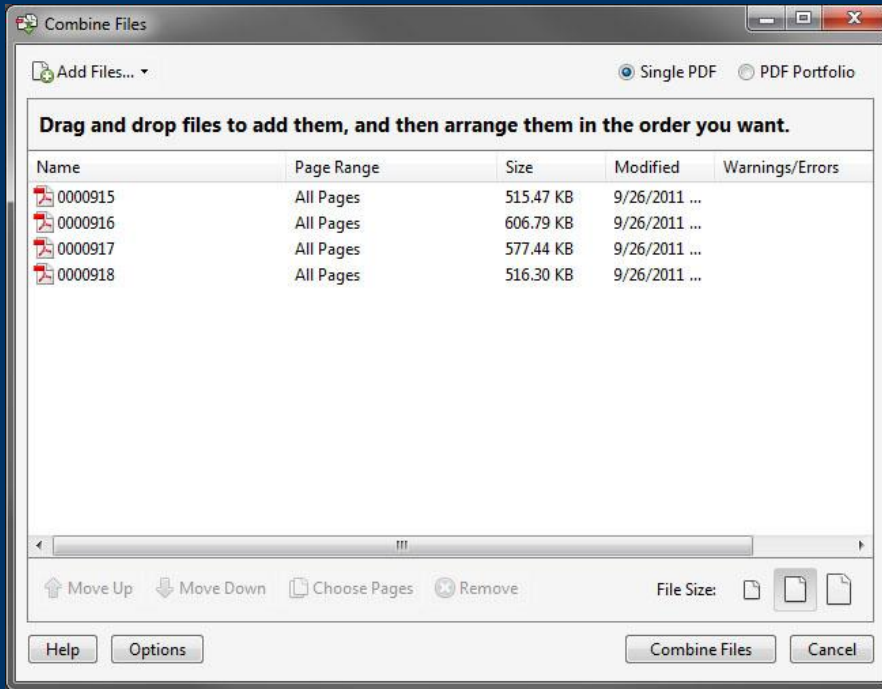 Combine Files
Add Files...
Single PDF PDF Portfolio
Drag and drop files to add them, and then arrange them in the order you want.
Name Page Range Size Modified Warnings/Errors
0000915 All Pages 515.47 KB 9/26/2011 ...
0000916 All Pages 606.79 KB 9/26/2011 ...
0000917 All Pages 577.44 KB 9/26/2011 ...
0000918 All Pages 516.30 KB 9/26/2011 ...
Move Up Move Down Choose Pages Remove File Size:
Help Options Combine Files Cancel